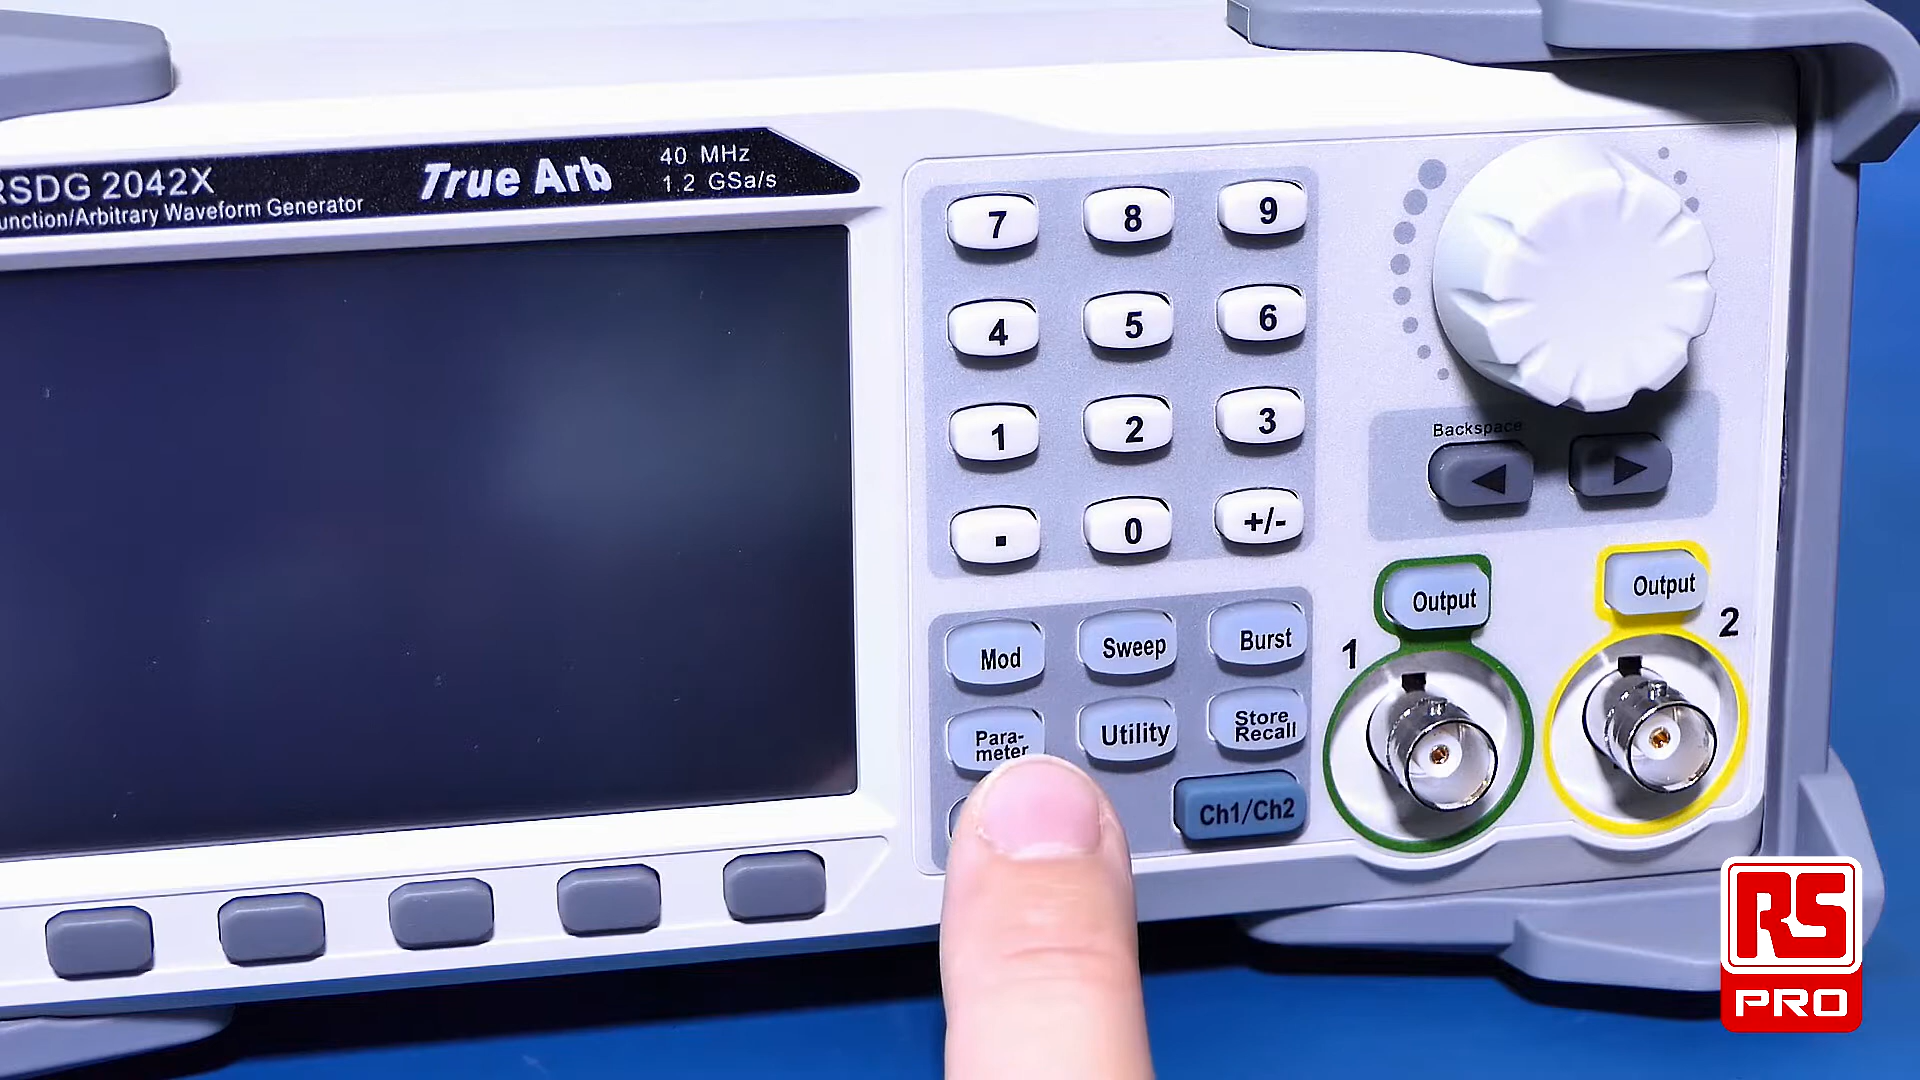 RSDG 2042X
unction/Arbitrary Waveform Generator
True Arb
40 MHz
1.2 GSa/s
7 8 9
4 5 6
1 2 3
. 0 +/-
Backspace
Mod Sweep Burst
Para-
meter
Utility
Store
Recall
Ch1/Ch2
Output
1
Output
2
RS
PRO